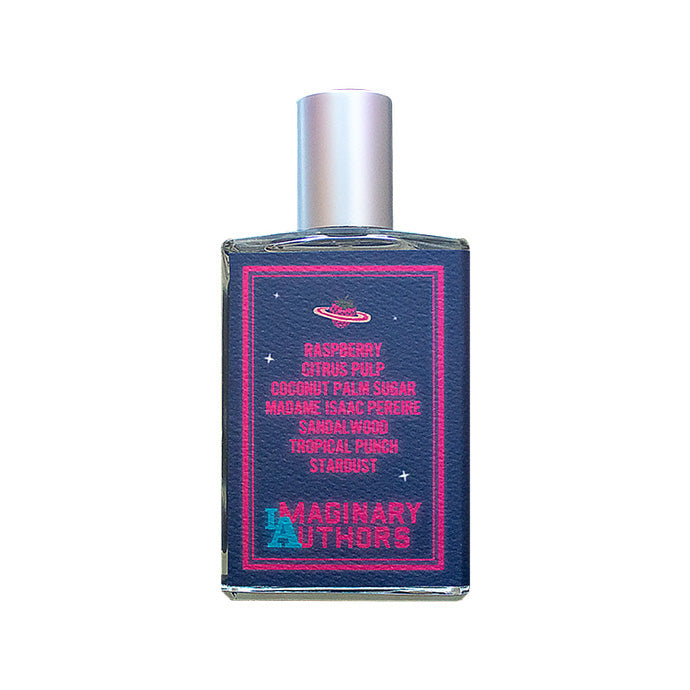 RASPBERRY
CITRUS PULP
COCONUT PALM SUGAR
MADAME ISAAC PEREIRE
SANDALWOOD
TROPICAL PUNCH
STARDUST
IMAGINARY
AUTHORS